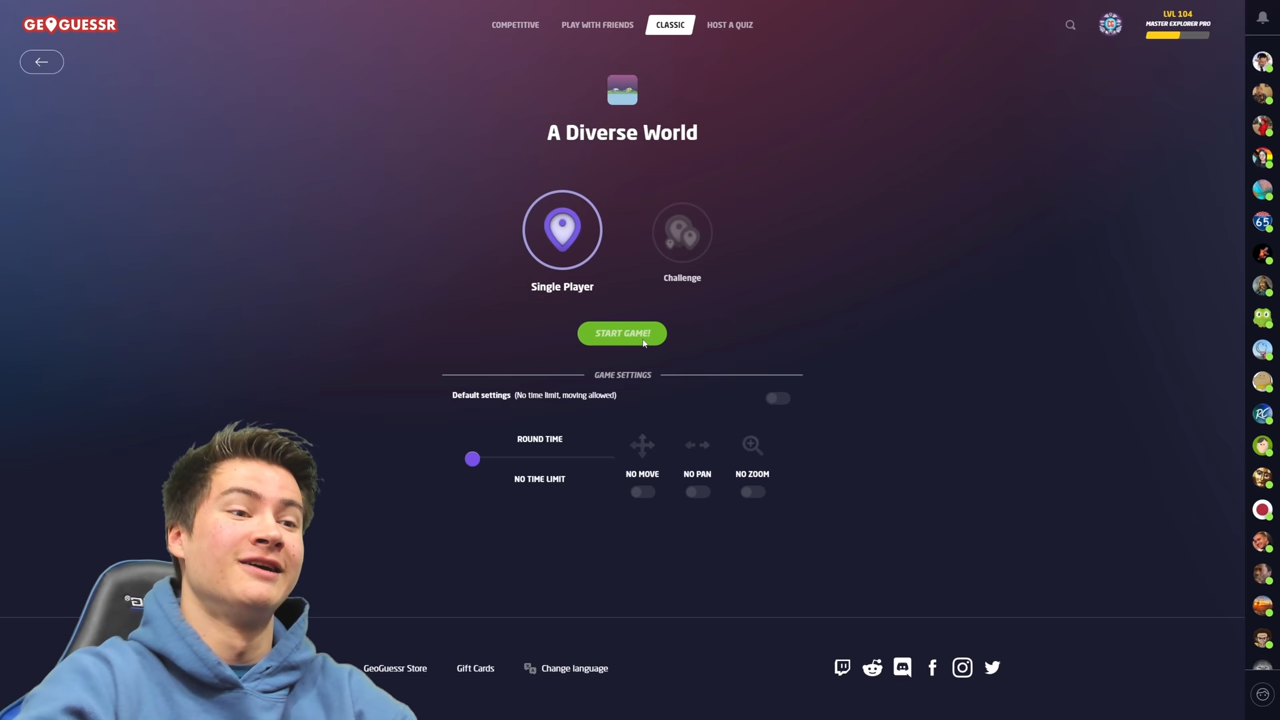 GEOGUESSR
COMPETITIVE
PLAY WITH FRIENDS
CLASSIC
HOST A QUIZ
LVL 104
MASTER EXPLORER PRO
A Diverse World
Single Player
Challenge
START GAME!
GAME SETTINGS
Default settings (No time limit, moving allowed)
ROUND TIME
NO TIME LIMIT
NO MOVE
NO PAN
NO ZOOM
GeoGuessr Store
Gift Cards
Change language
65